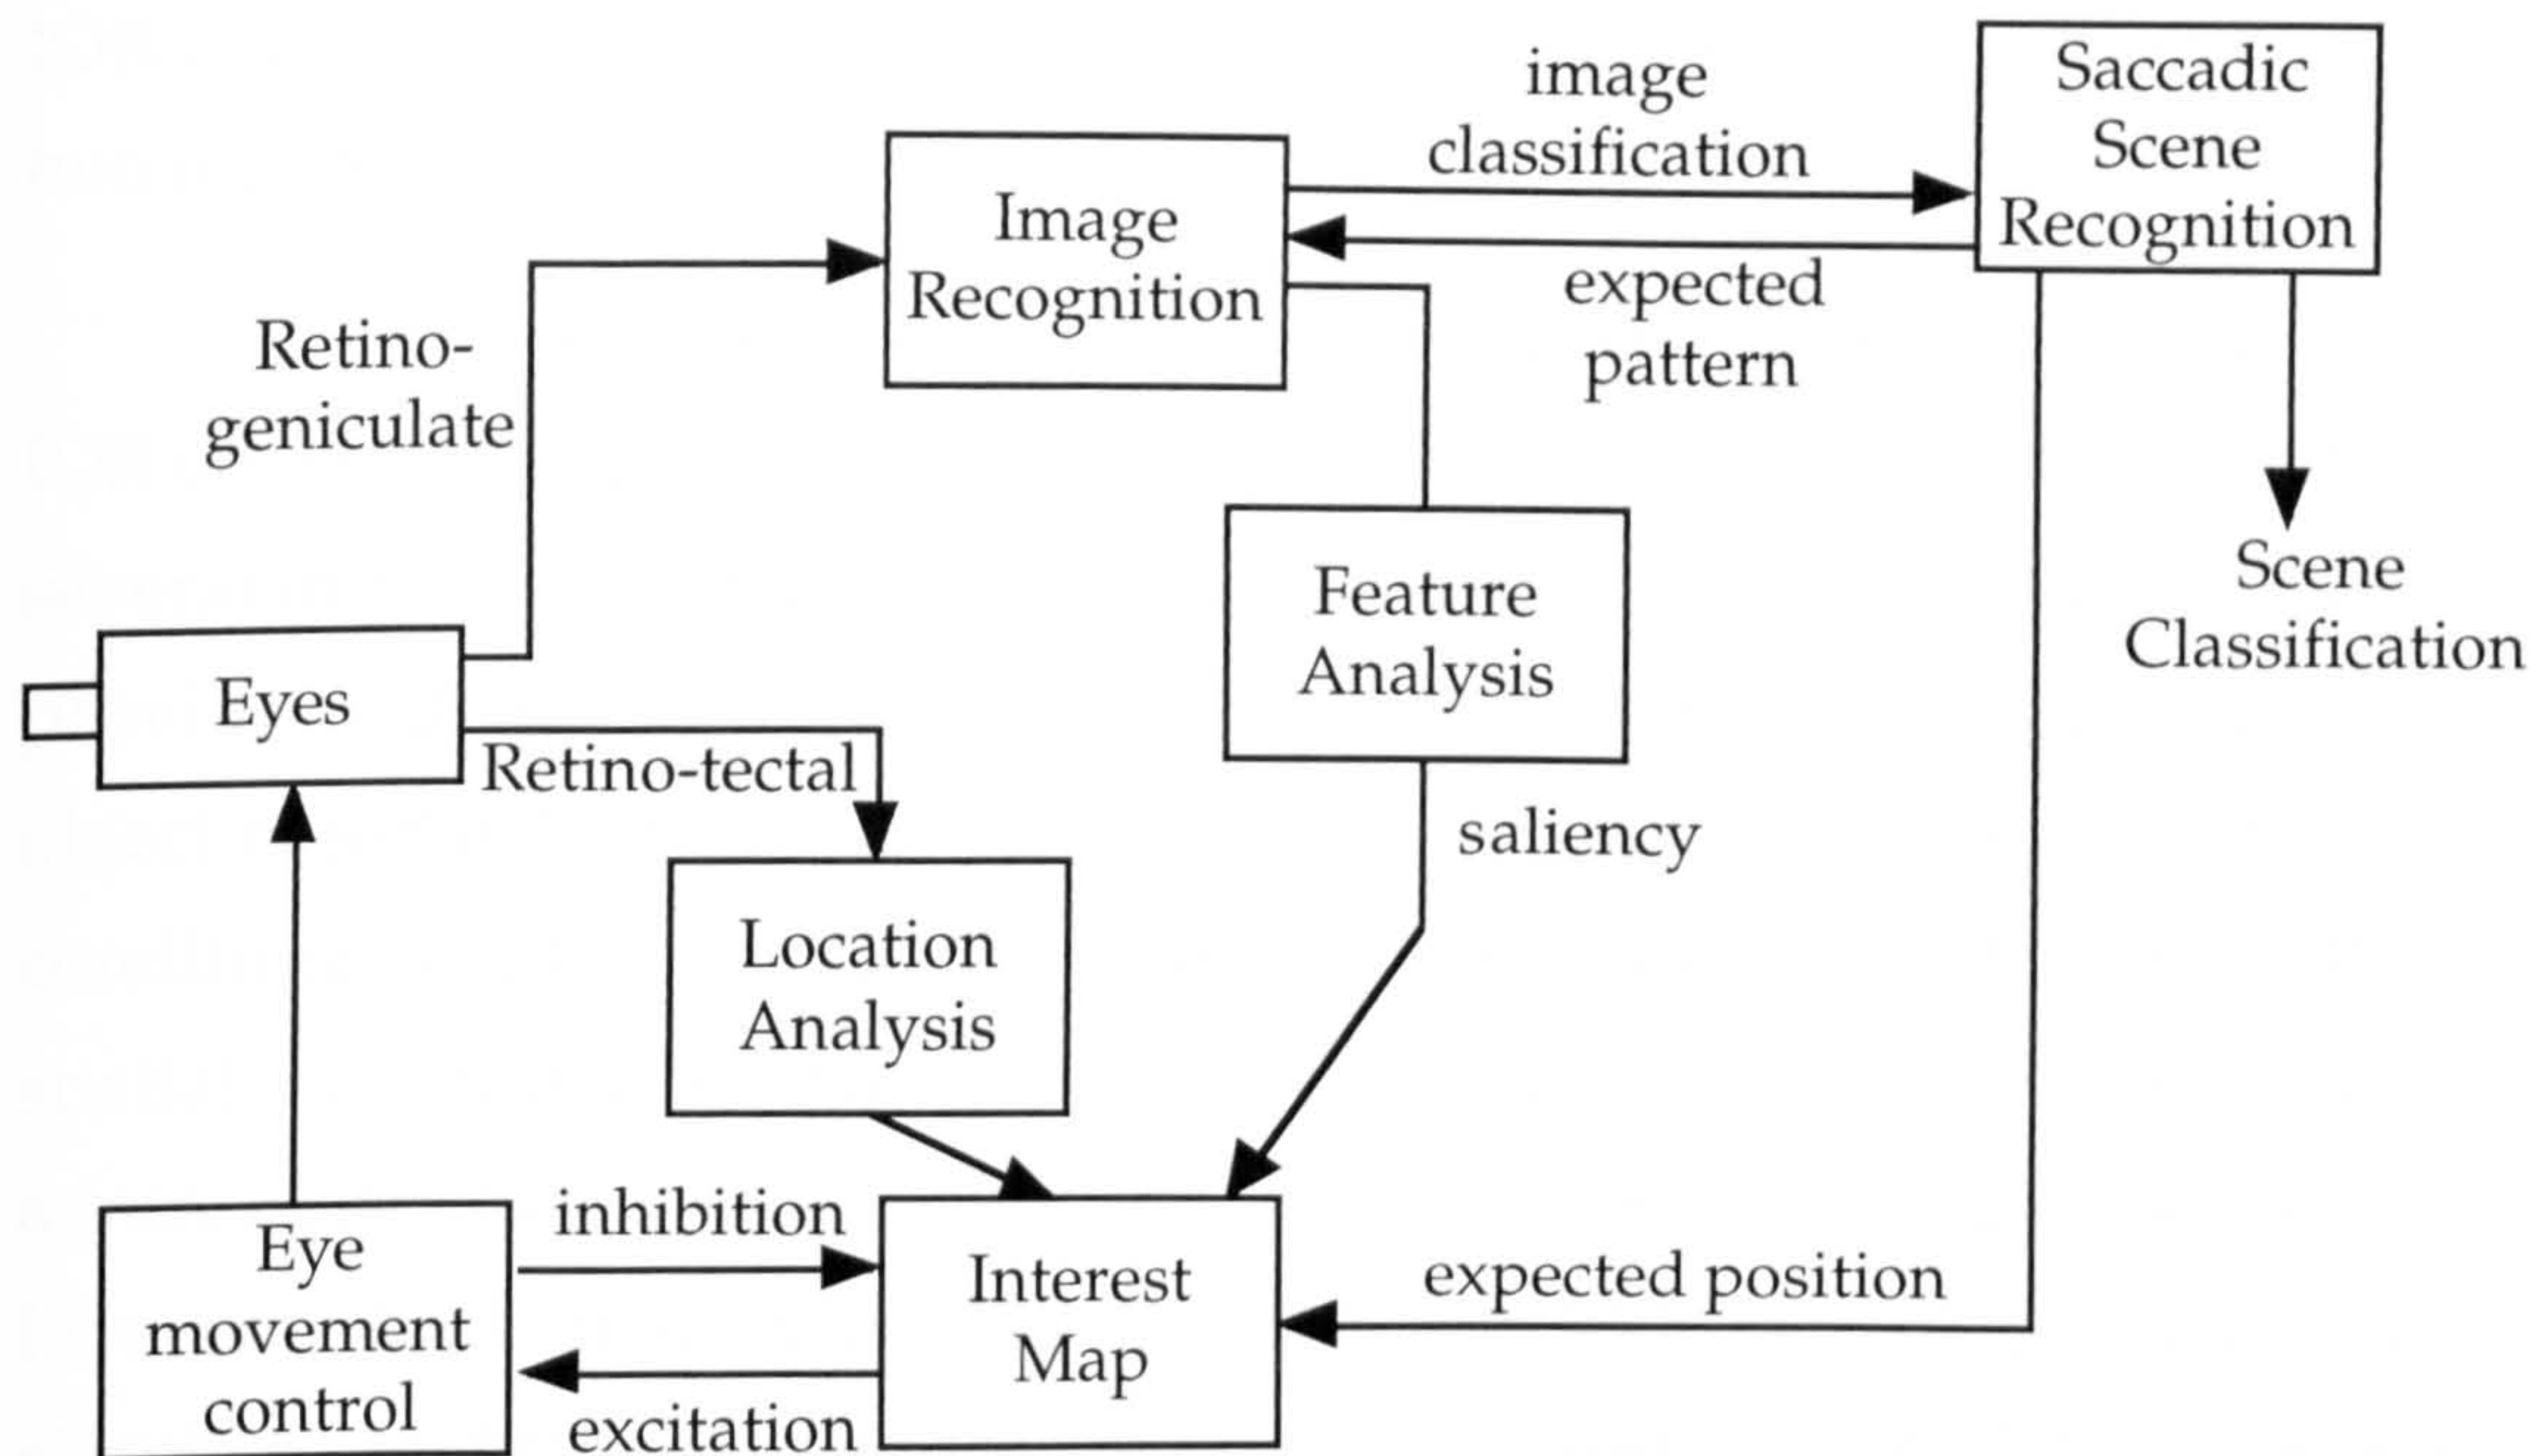 image
classification
Saccadic
Scene
Recognition
Image
Recognition
expected
pattern
Retino-
geniculate
Feature
Analysis
Scene
Classification
Eyes
Retino-tectal
saliency
Location
Analysis
inhibition
Eye
movement
control
Interest
Map
expected position
excitation